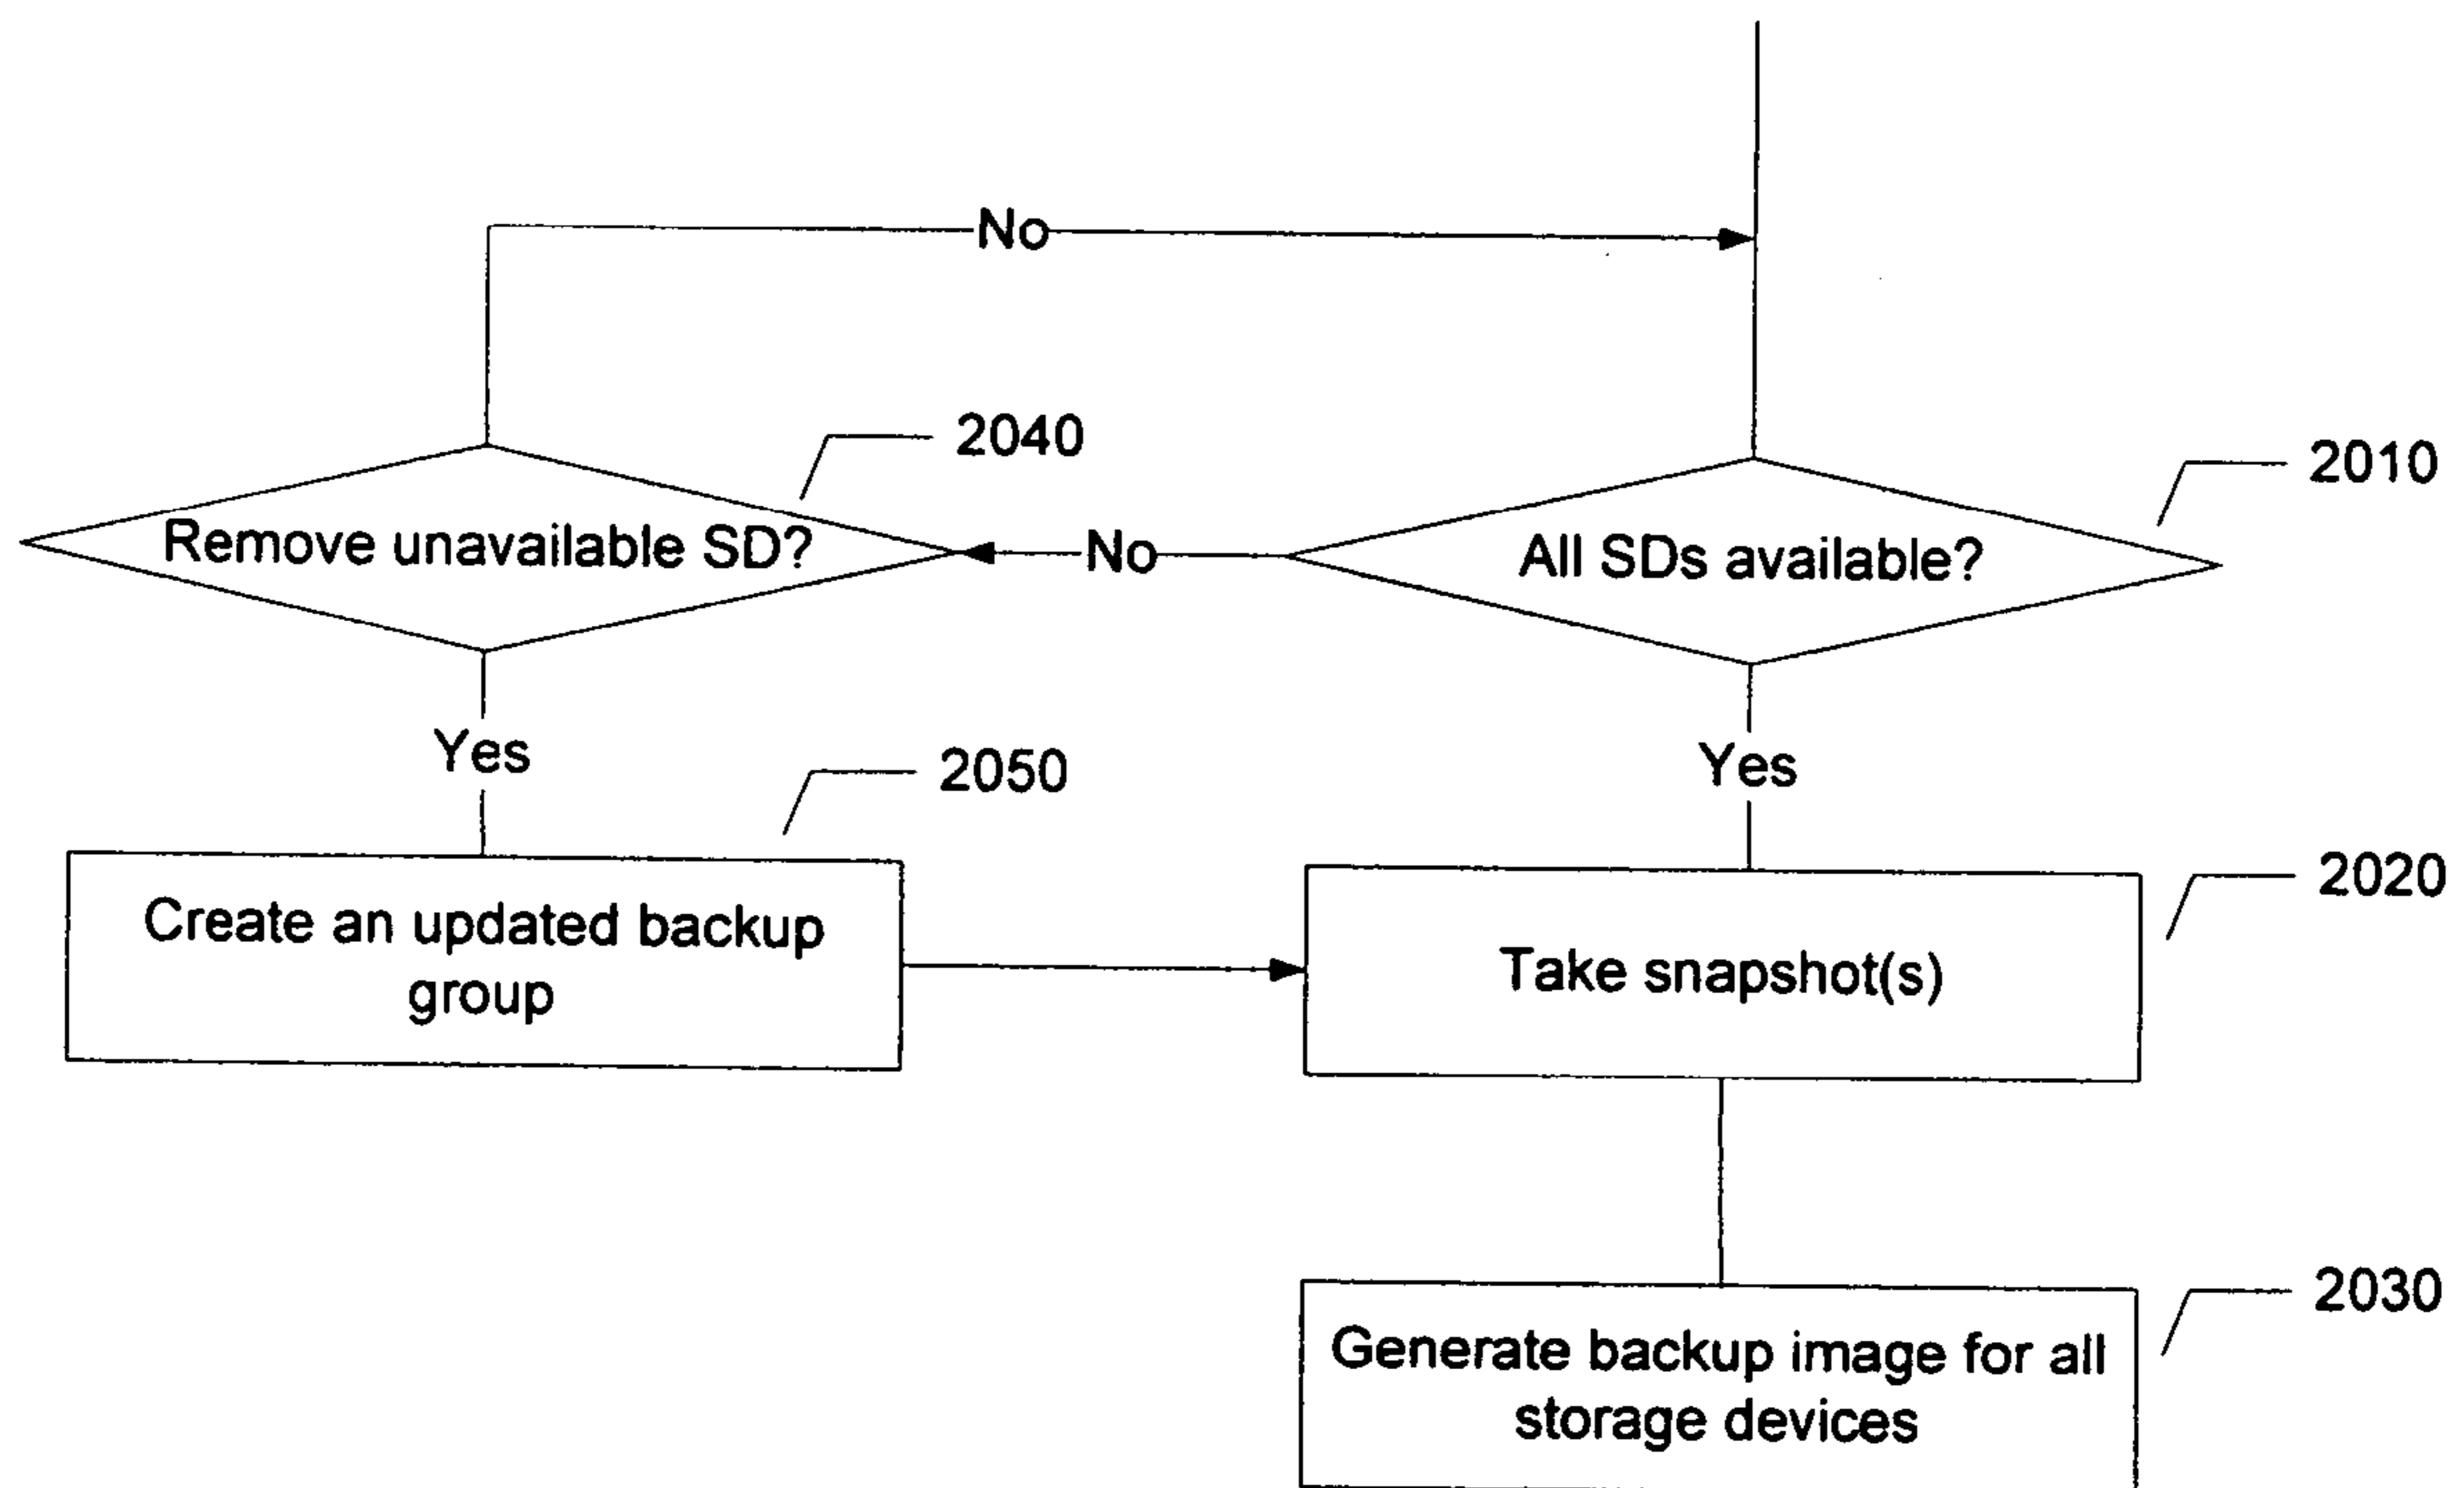 No
2040
2010
Remove unavailable SD?
No
All SDs available?
Yes
Yes
2050
2020
Create an updated backup
group
Take snapshot(s)
2030
Generate backup image for all
storage devices